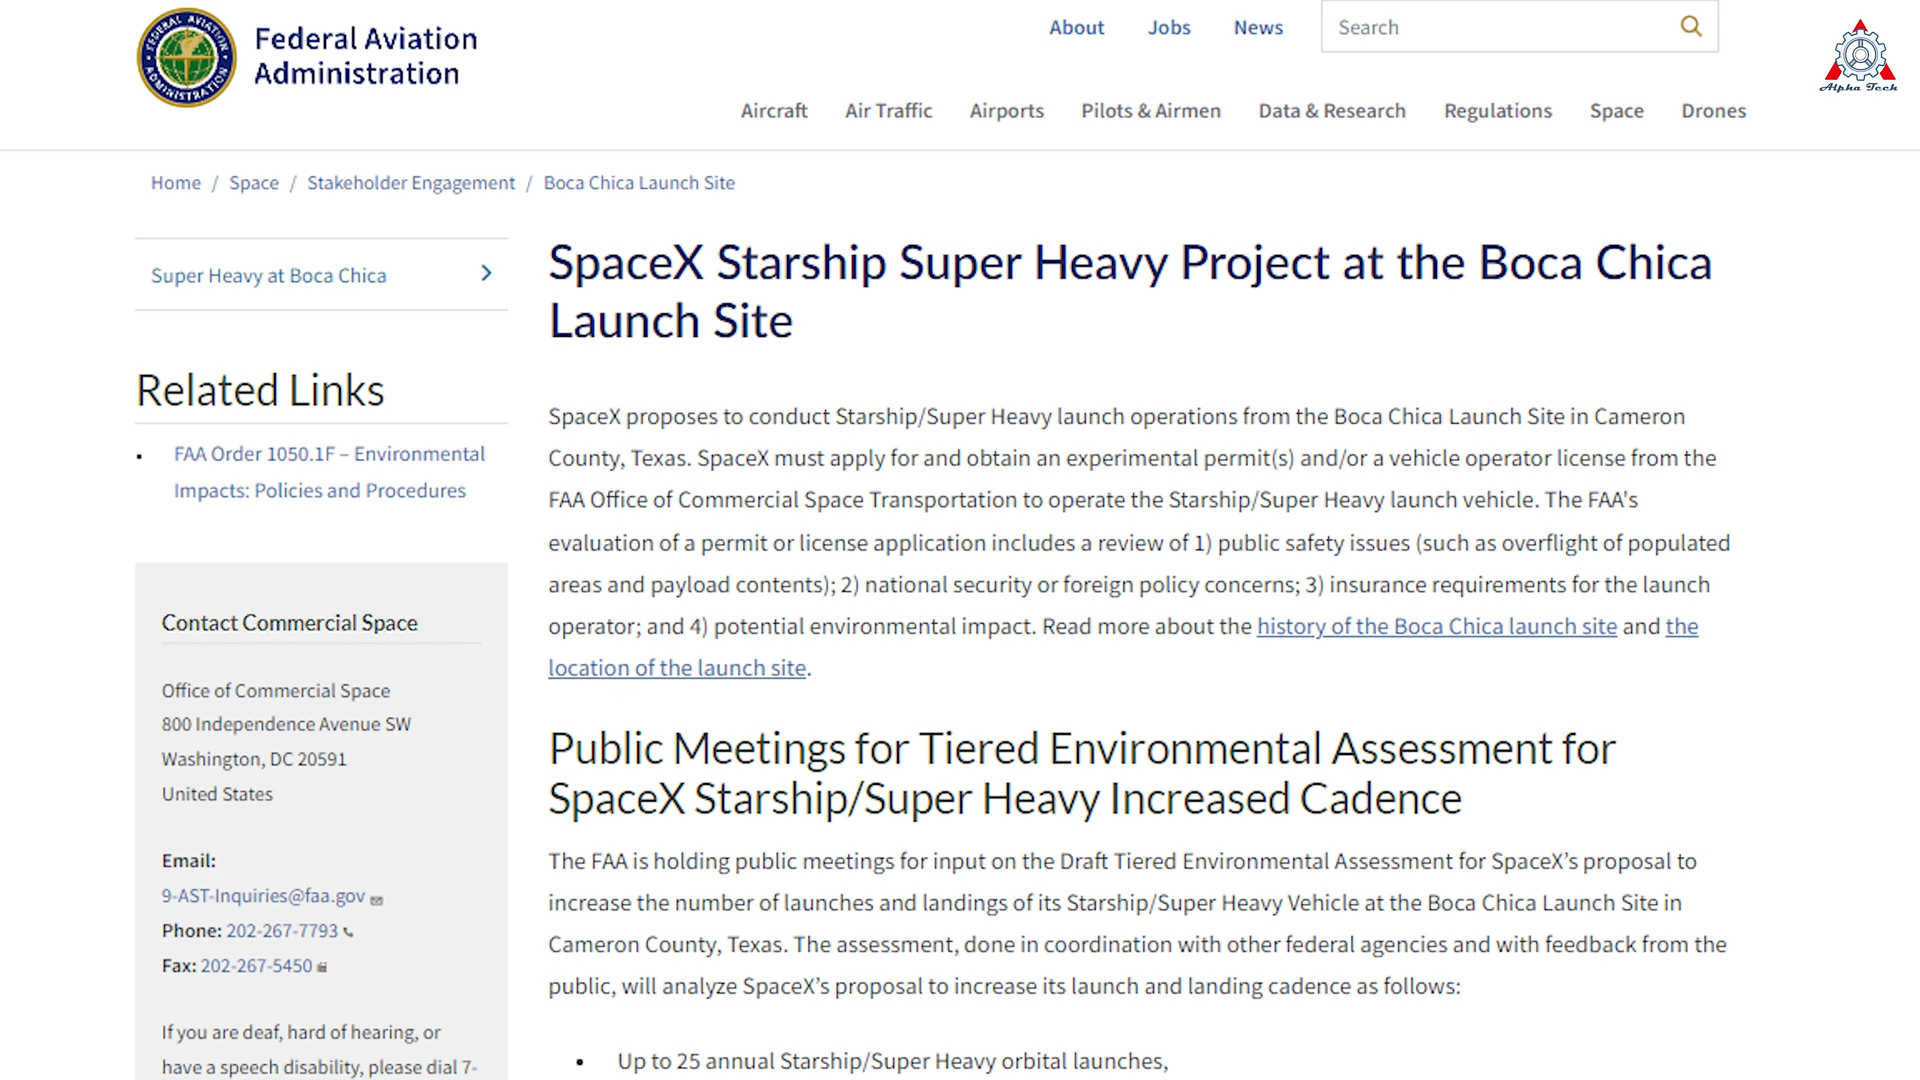 FEDERAL AVIATION
ADMINISTRATION
Federal Aviation
Administration
About
Jobs
News
Search
Alpha Tech
Aircraft
Air Traffic
Airports
Pilots & Airmen
Data & Research
Regulations
Space
Drones
Home / Space / Stakeholder Engagement / Boca Chica Launch Site
Super Heavy at Boca Chica
Related Links
FAA Order 1050.1F – Environmental
Impacts: Policies and Procedures
Contact Commercial Space
Office of Commercial Space
800 Independence Avenue SW
Washington, DC 20591
United States
Email:
9-AST-Inquiries@faa.gov
Phone: 202-267-7793
Fax: 202-267-5450
If you are deaf, hard of hearing, or
have a speech disability, please dial 7-
SpaceX Starship Super Heavy Project at the Boca Chica
Launch Site
SpaceX proposes to conduct Starship/Super Heavy launch operations from the Boca Chica Launch Site in Cameron
County, Texas. SpaceX must apply for and obtain an experimental permit(s) and/or a vehicle operator license from the
FAA Office of Commercial Space Transportation to operate the Starship/Super Heavy launch vehicle. The FAA's
evaluation of a permit or license application includes a review of 1) public safety issues (such as overflight of populated
areas and payload contents); 2) national security or foreign policy concerns; 3) insurance requirements for the launch
operator; and 4) potential environmental impact. Read more about the history of the Boca Chica launch site and the
location of the launch site.
Public Meetings for Tiered Environmental Assessment for
SpaceX Starship/Super Heavy Increased Cadence
The FAA is holding public meetings for input on the Draft Tiered Environmental Assessment for SpaceX’s proposal to
increase the number of launches and landings of its Starship/Super Heavy Vehicle at the Boca Chica Launch Site in
Cameron County, Texas. The assessment, done in coordination with other federal agencies and with feedback from the
public, will analyze SpaceX’s proposal to increase its launch and landing cadence as follows:
• Up to 25 annual Starship/Super Heavy orbital launches,